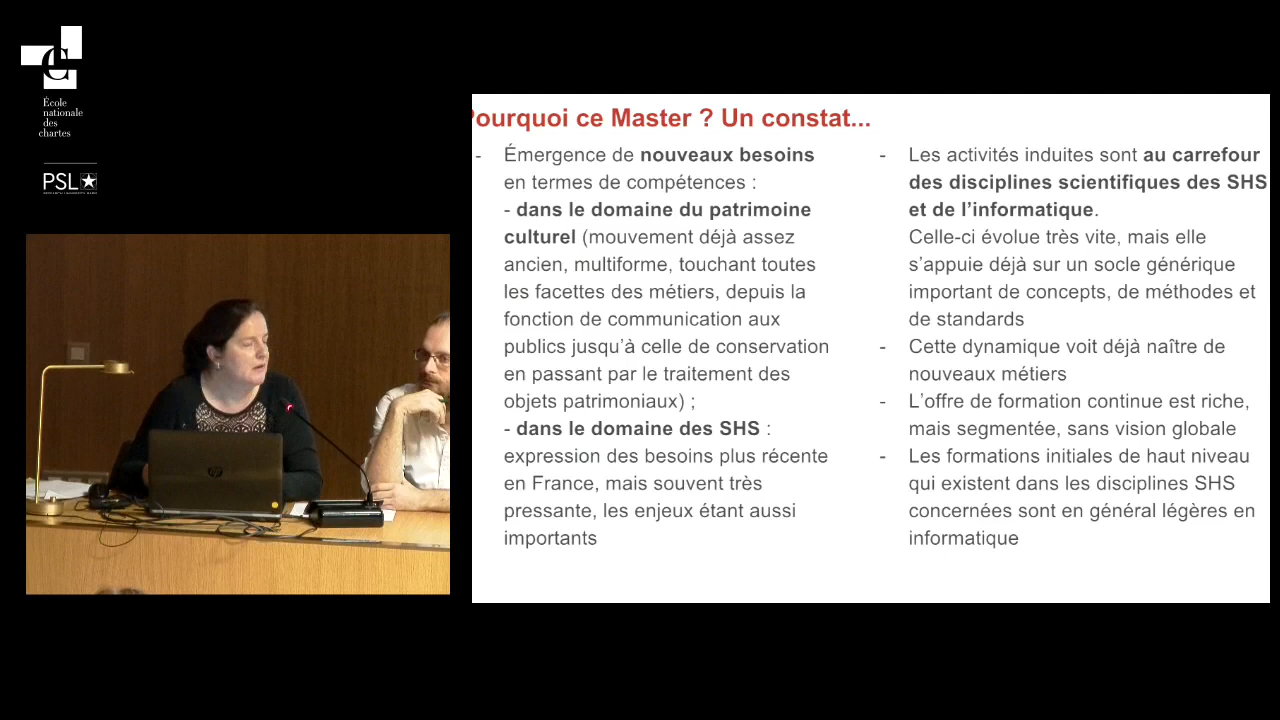 École
nationale
des
chartes
PSL
Pourquoi ce Master ? Un constat...
- Émergence de nouveaux besoins
en termes de compétences :
- dans le domaine du patrimoine
culturel (mouvement déjà assez
ancien, multiforme, touchant toutes
les facettes des métiers, depuis la
fonction de communication aux
publics jusqu’à celle de conservation
en passant par le traitement des
objets patrimoniaux) ;
- dans le domaine des SHS :
expression des besoins plus récente
en France, mais souvent très
pressante, les enjeux étant aussi
importants
- Les activités induites sont au carrefour
des disciplines scientifiques des SHS
et de l’informatique.
Celle-ci évolue très vite, mais elle
s’appuie déjà sur un socle générique
important de concepts, de méthodes et
de standards
- Cette dynamique voit déjà naître de
nouveaux métiers
- L’offre de formation continue est riche,
mais segmentée, sans vision globale
- Les formations initiales de haut niveau
qui existent dans les disciplines SHS
concernées sont en général légères en
informatique